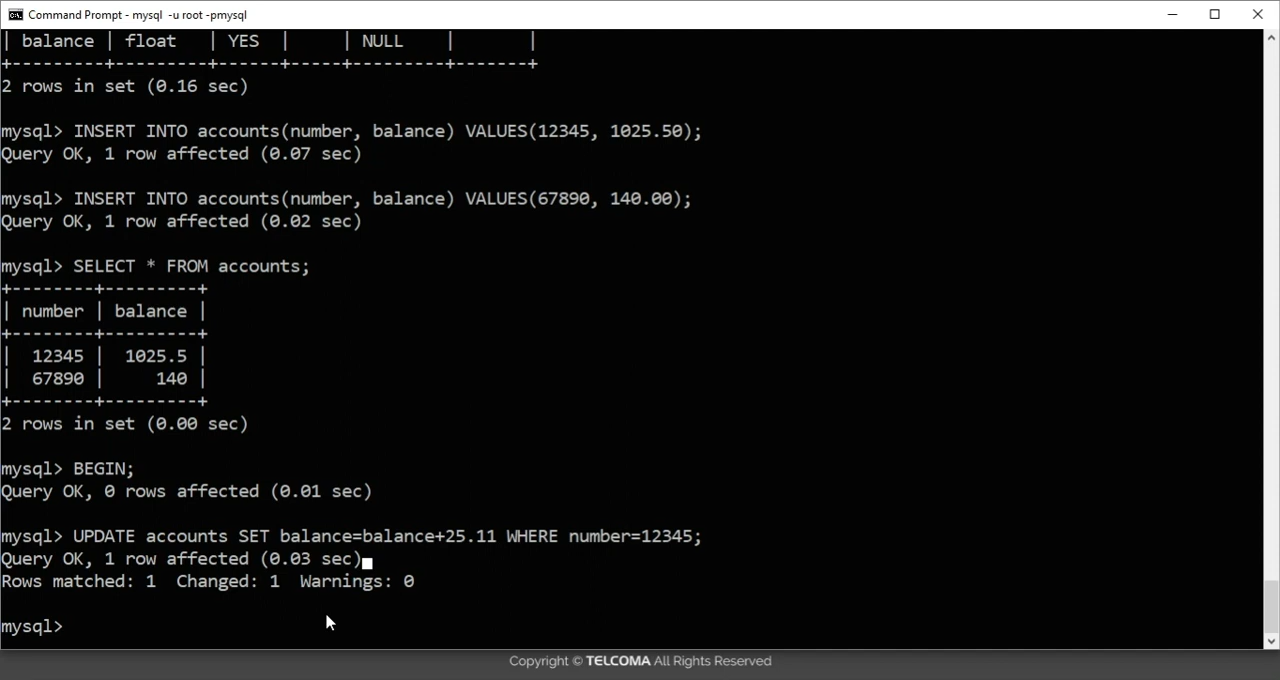 Command Prompt - mysql -u root -pmysql
| balance | float   | YES  |     | NULL    |       |
+---------+---------+------+-----+---------+-------+
2 rows in set (0.16 sec)
mysql> INSERT INTO accounts(number, balance) VALUES(12345, 1025.50);
Query OK, 1 row affected (0.07 sec)
mysql> INSERT INTO accounts(number, balance) VALUES(67890, 140.00);
Query OK, 1 row affected (0.02 sec)
mysql> SELECT * FROM accounts;
+--------+---------+
| number | balance |
+--------+---------+
|  12345 |  1025.5 |
|  67890 |     140 |
+--------+---------+
2 rows in set (0.00 sec)
mysql> BEGIN;
Query OK, 0 rows affected (0.01 sec)
mysql> UPDATE accounts SET balance=balance+25.11 WHERE number=12345;
Query OK, 1 row affected (0.03 sec)
Rows matched: 1  Changed: 1  Warnings: 0
mysql>
Copyright © TELCOMA All Rights Reserved